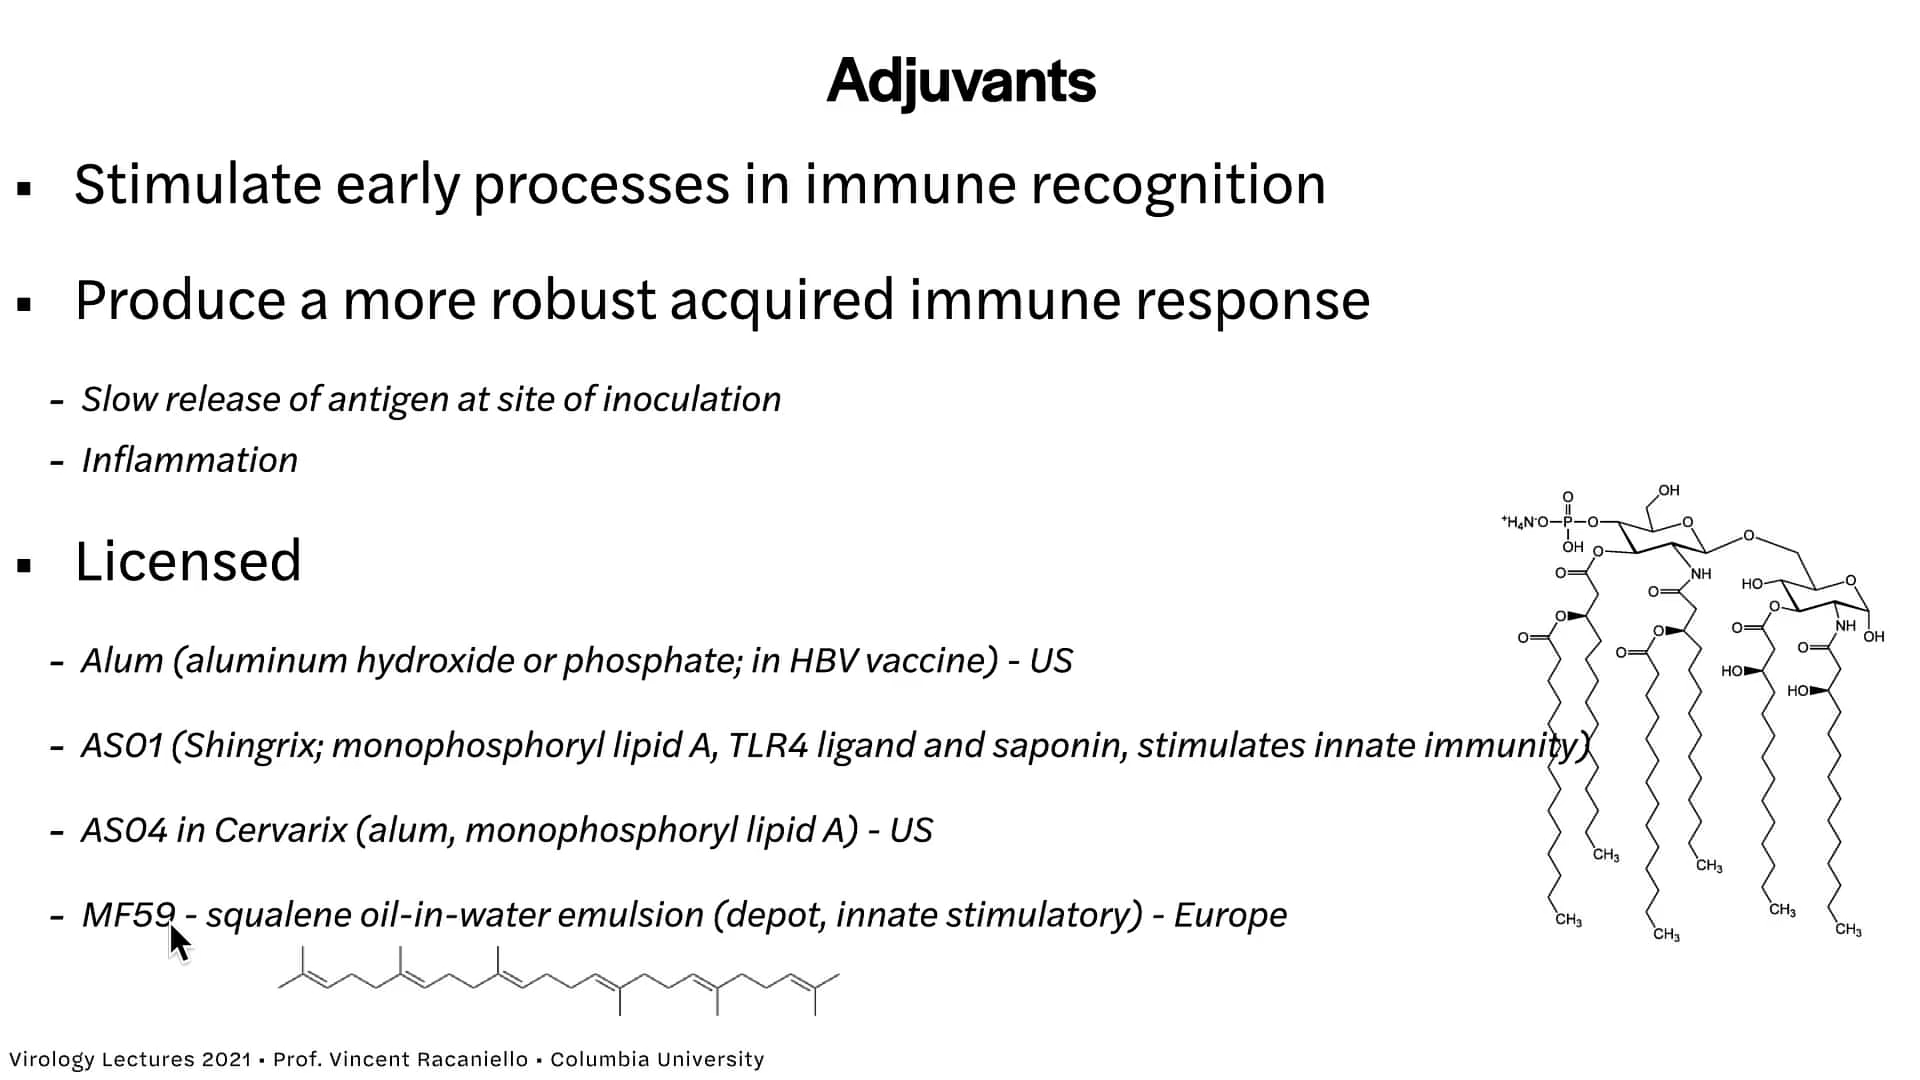 Adjuvants
▪ Stimulate early processes in immune recognition
▪ Produce a more robust acquired immune response
- Slow release of antigen at site of inoculation
- Inflammation
▪ Licensed
- Alum (aluminum hydroxide or phosphate; in HBV vaccine) - US
- AS01 (Shingrix; monophosphoryl lipid A, TLR4 ligand and saponin, stimulates innate immunity)
- AS04 in Cervarix (alum, monophosphoryl lipid A) - US
- MF59 - squalene oil-in-water emulsion (depot, innate stimulatory) - Europe
O OH
⁺H₄N⁻O P O O
OH O O
O NH HO O
O O
O O O NH OH
O O O
HO
HO
CH₃
CH₃
CH₃
CH₃
CH₃
CH₃
Virology Lectures 2021 • Prof. Vincent Racaniello • Columbia University